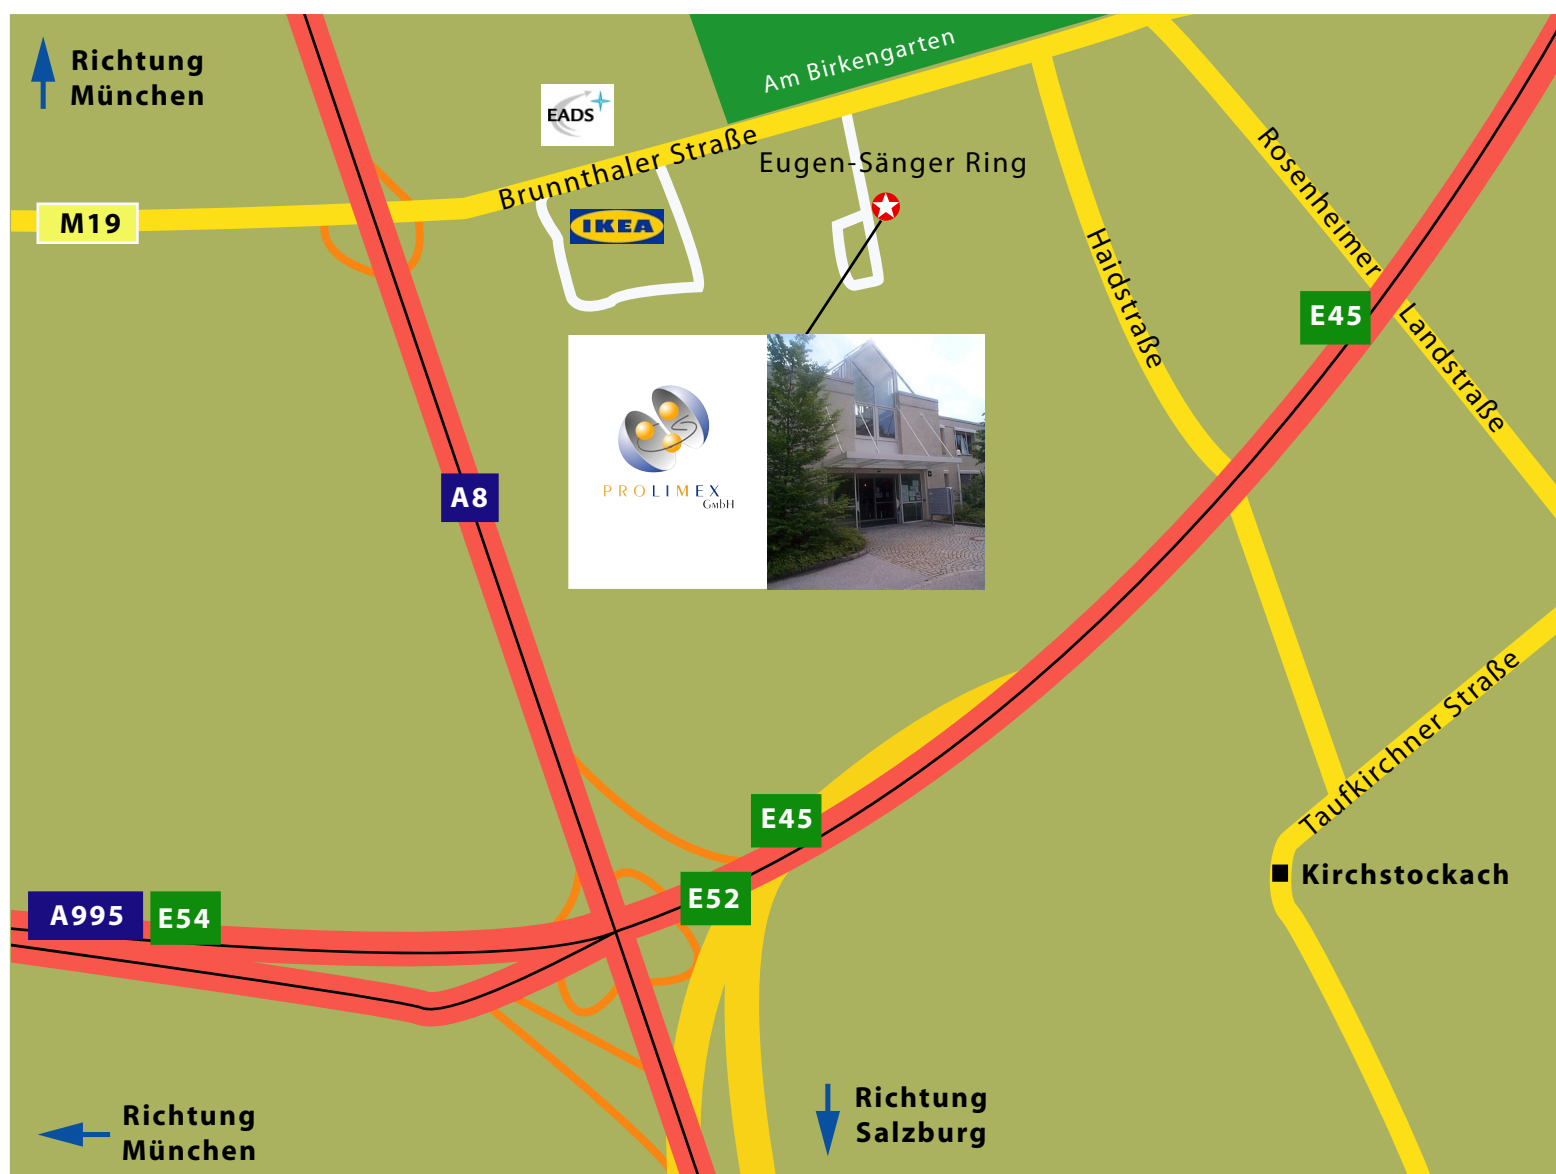 Richtung
München
Am Birkengarten
EADS
Brunnthaler Straße
Eugen-Sänger Ring
Rosenheimer Landstraße
M19
IKEA
Haidstraße
E45
PROLIMEX
GmbH
A8
Taufkirchner Straße
E45
E52
Kirchstockach
A995
E54
Richtung
Salzburg
Richtung
München